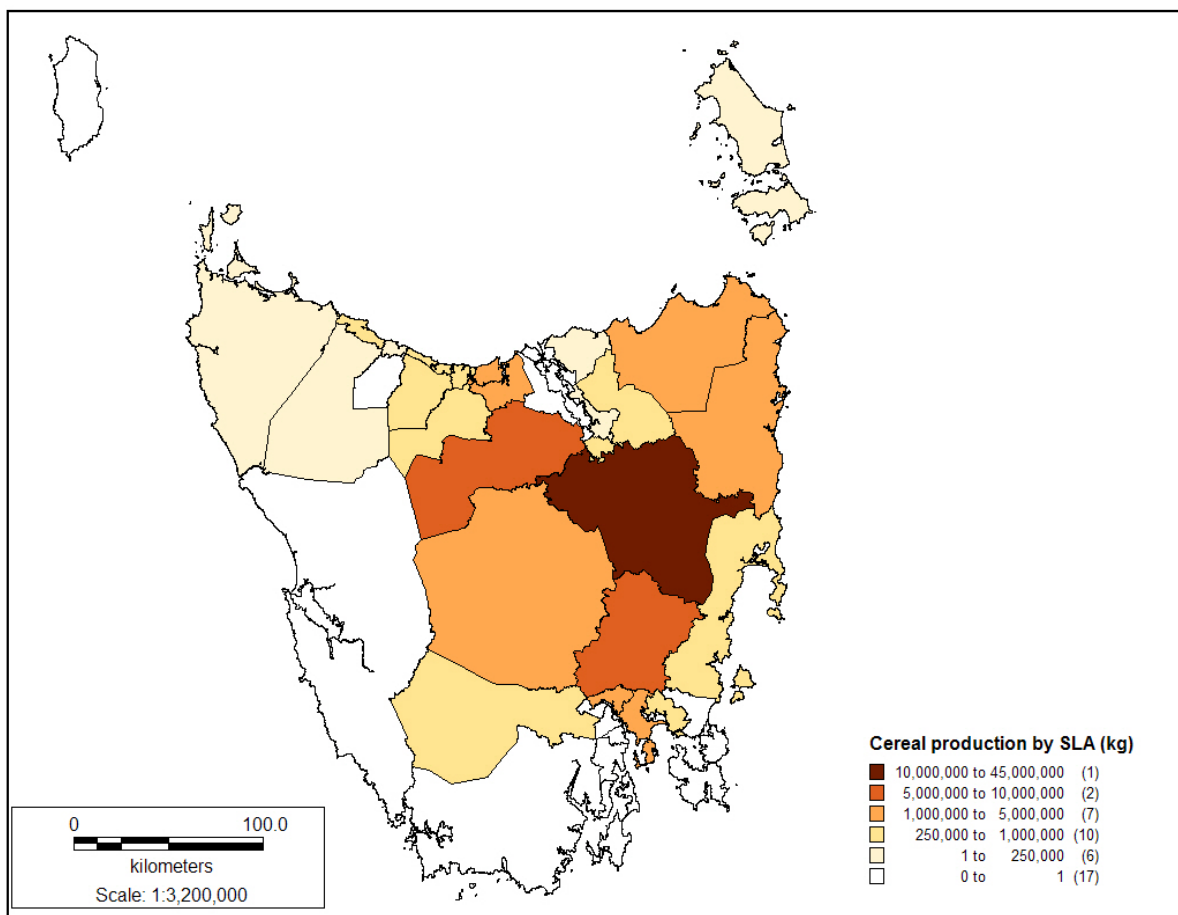 Cereal production by SLA (kg)
10,000,000 to 45,000,000 (1)
5,000,000 to 10,000,000 (2)
1,000,000 to 5,000,000 (7)
250,000 to 1,000,000 (10)
1 to 250,000 (6)
0 to 1 (17)
0 100.0
kilometers
Scale: 1:3,200,000